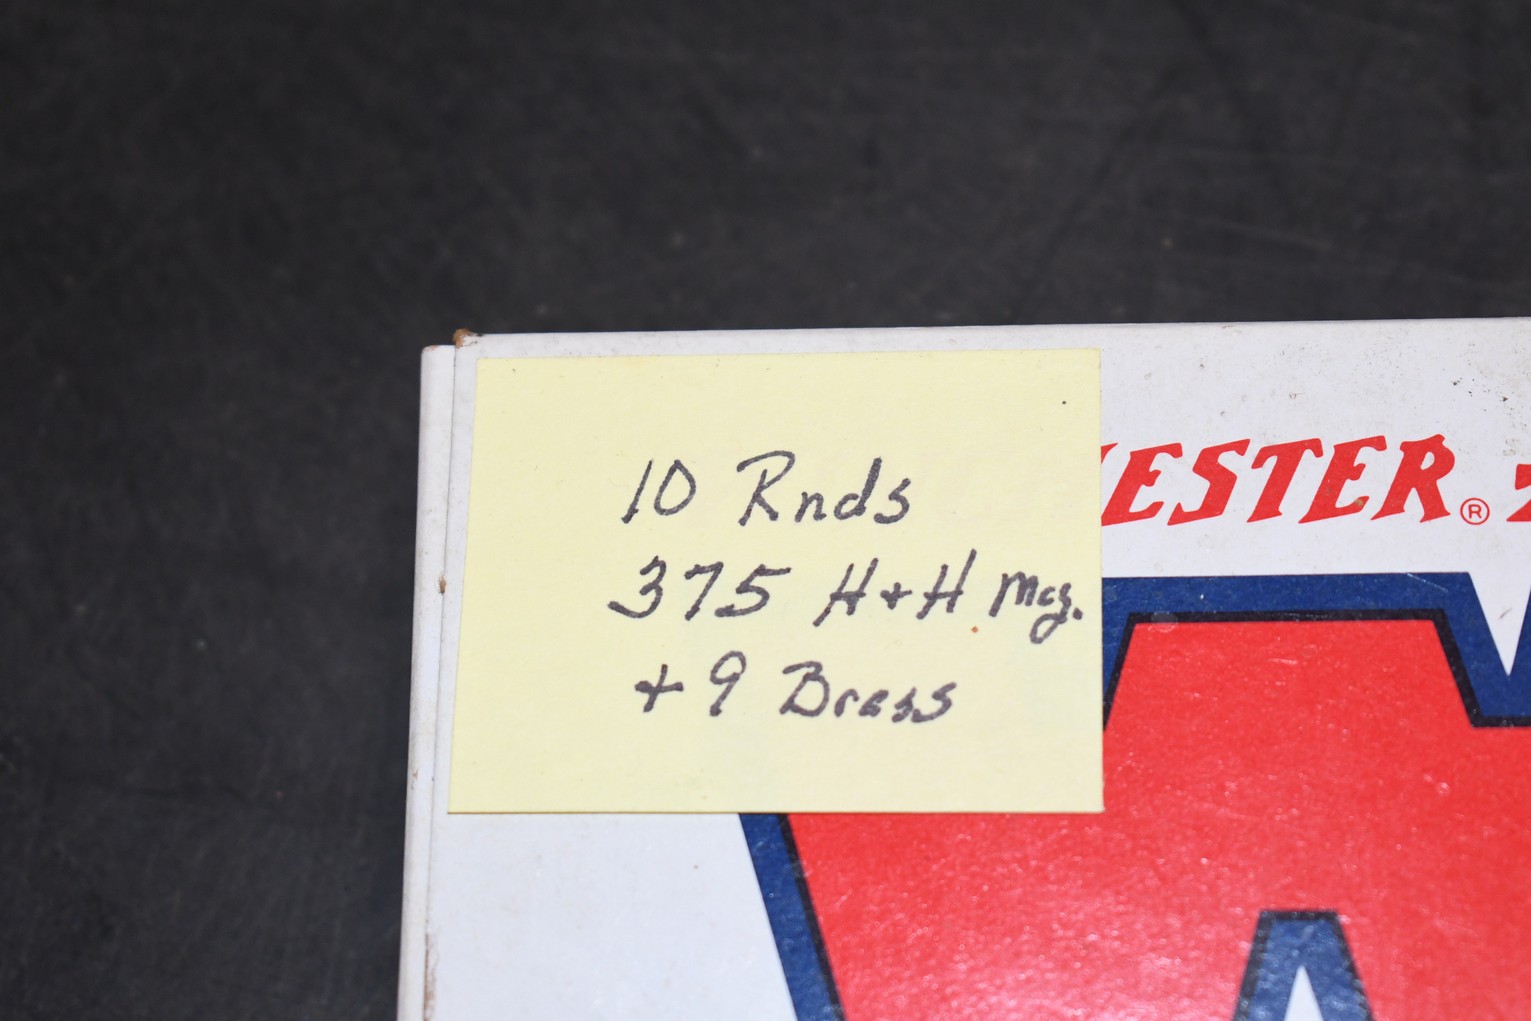 10 Rnds
375 H+H Mag.
+9 Brass
ESTER®